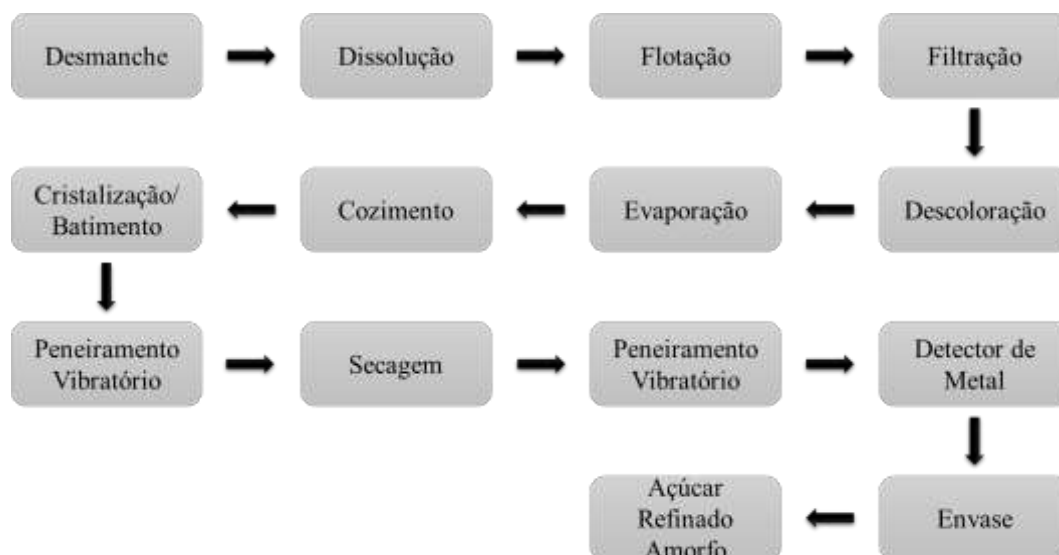 Desmanche
Dissolução
Flotação
Filtração
Descoloração
Evaporação
Cozimento
Cristalização/
Batimento
Peneiramento
Vibratório
Secagem
Peneiramento
Vibratório
Detector de
Metal
Envase
Açúcar
Refinado
Amorfo